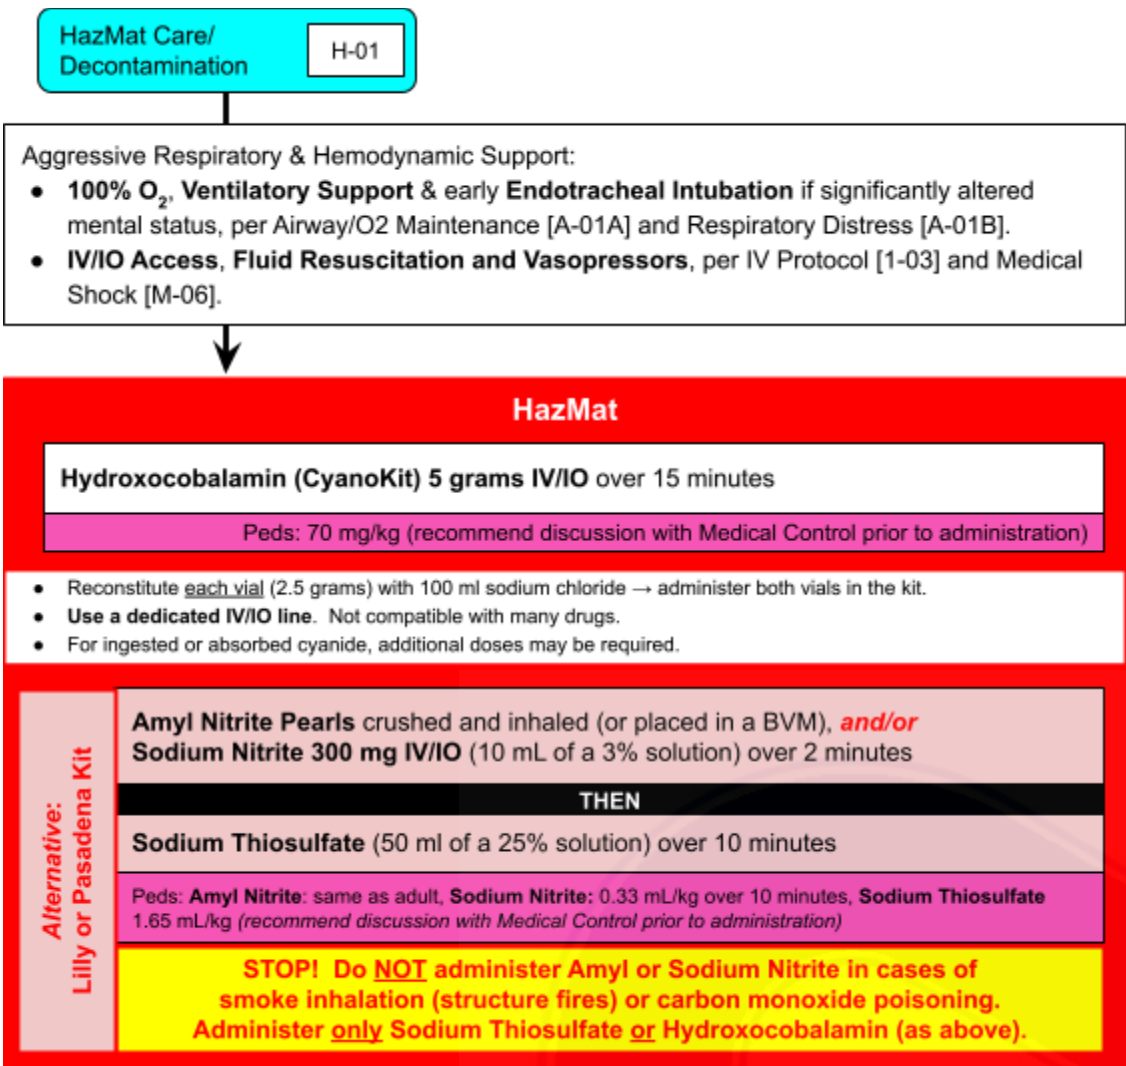 HazMat Care/
Decontamination
H-01
Aggressive Respiratory & Hemodynamic Support:
● 100% O₂, Ventilatory Support & early Endotracheal Intubation if significantly altered
mental status, per Airway/O2 Maintenance [A-01A] and Respiratory Distress [A-01B].
● IV/IO Access, Fluid Resuscitation and Vasopressors, per IV Protocol [1-03] and Medical
Shock [M-06].
HazMat
Hydroxocobalamin (CyanoKit) 5 grams IV/IO over 15 minutes
Peds: 70 mg/kg (recommend discussion with Medical Control prior to administration)
● Reconstitute each vial (2.5 grams) with 100 ml sodium chloride → administer both vials in the kit.
● Use a dedicated IV/IO line. Not compatible with many drugs.
● For ingested or absorbed cyanide, additional doses may be required.
Alternative:
Lilly or Pasadena Kit
Amyl Nitrite Pearls crushed and inhaled (or placed in a BVM), and/or
Sodium Nitrite 300 mg IV/IO (10 mL of a 3% solution) over 2 minutes
THEN
Sodium Thiosulfate (50 ml of a 25% solution) over 10 minutes
Peds: Amyl Nitrite: same as adult, Sodium Nitrite: 0.33 mL/kg over 10 minutes, Sodium Thiosulfate
1.65 mL/kg (recommend discussion with Medical Control prior to administration)
STOP! Do NOT administer Amyl or Sodium Nitrite in cases of
smoke inhalation (structure fires) or carbon monoxide poisoning.
Administer only Sodium Thiosulfate or Hydroxocobalamin (as above).